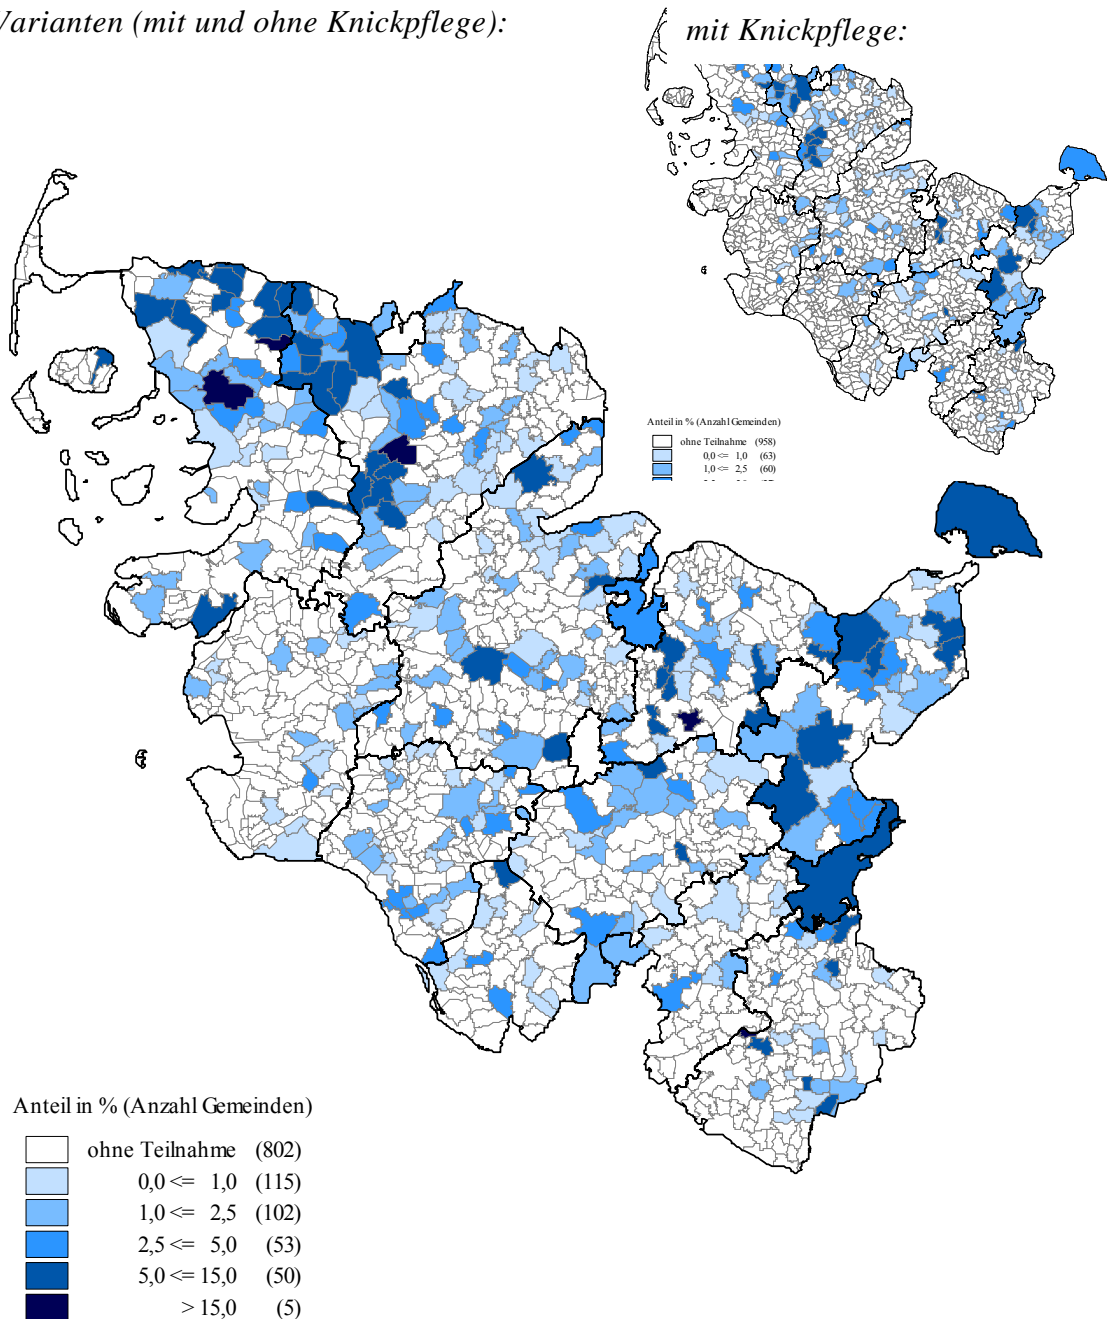 Varianten (mit und ohne Knickpflege):
mit Knickpflege:
Anteil in % (Anzahl Gemeinden)
ohne Teilnahme (958)
0,0 <= 1,0 (63)
1,0 <= 2,5 (60)
Anteil in % (Anzahl Gemeinden)
ohne Teilnahme (802)
0,0 <= 1,0 (115)
1,0 <= 2,5 (102)
2,5 <= 5,0 (53)
5,0 <= 15,0 (50)
> 15,0 (5)